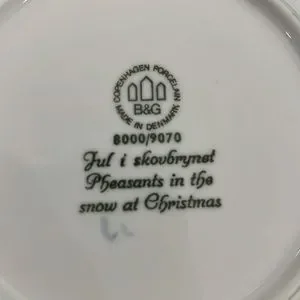 COPENHAGEN PORCELAIN
B&G
MADE IN DENMARK
8000/9070
Jul i skovbrynet
Pheasants in the
snow at Christmas